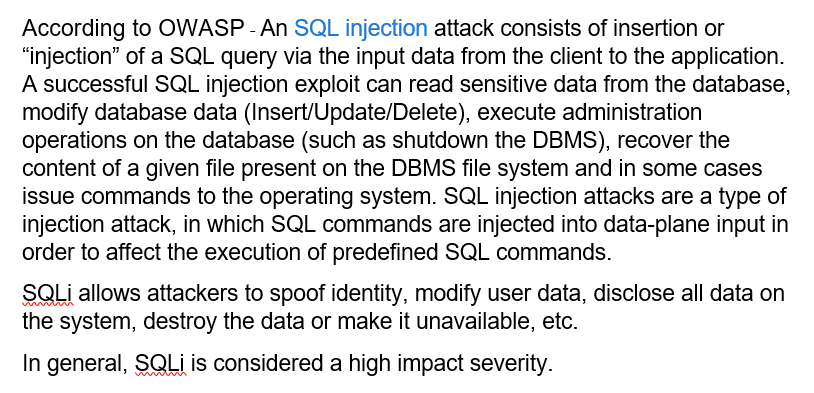 According to OWASP - An SQL injection attack consists of insertion or
“injection” of a SQL query via the input data from the client to the application.
A successful SQL injection exploit can read sensitive data from the database,
modify database data (Insert/Update/Delete), execute administration
operations on the database (such as shutdown the DBMS), recover the
content of a given file present on the DBMS file system and in some cases
issue commands to the operating system. SQL injection attacks are a type of
injection attack, in which SQL commands are injected into data-plane input in
order to affect the execution of predefined SQL commands.
SQLi allows attackers to spoof identity, modify user data, disclose all data on
the system, destroy the data or make it unavailable, etc.
In general, SQLi is considered a high impact severity.